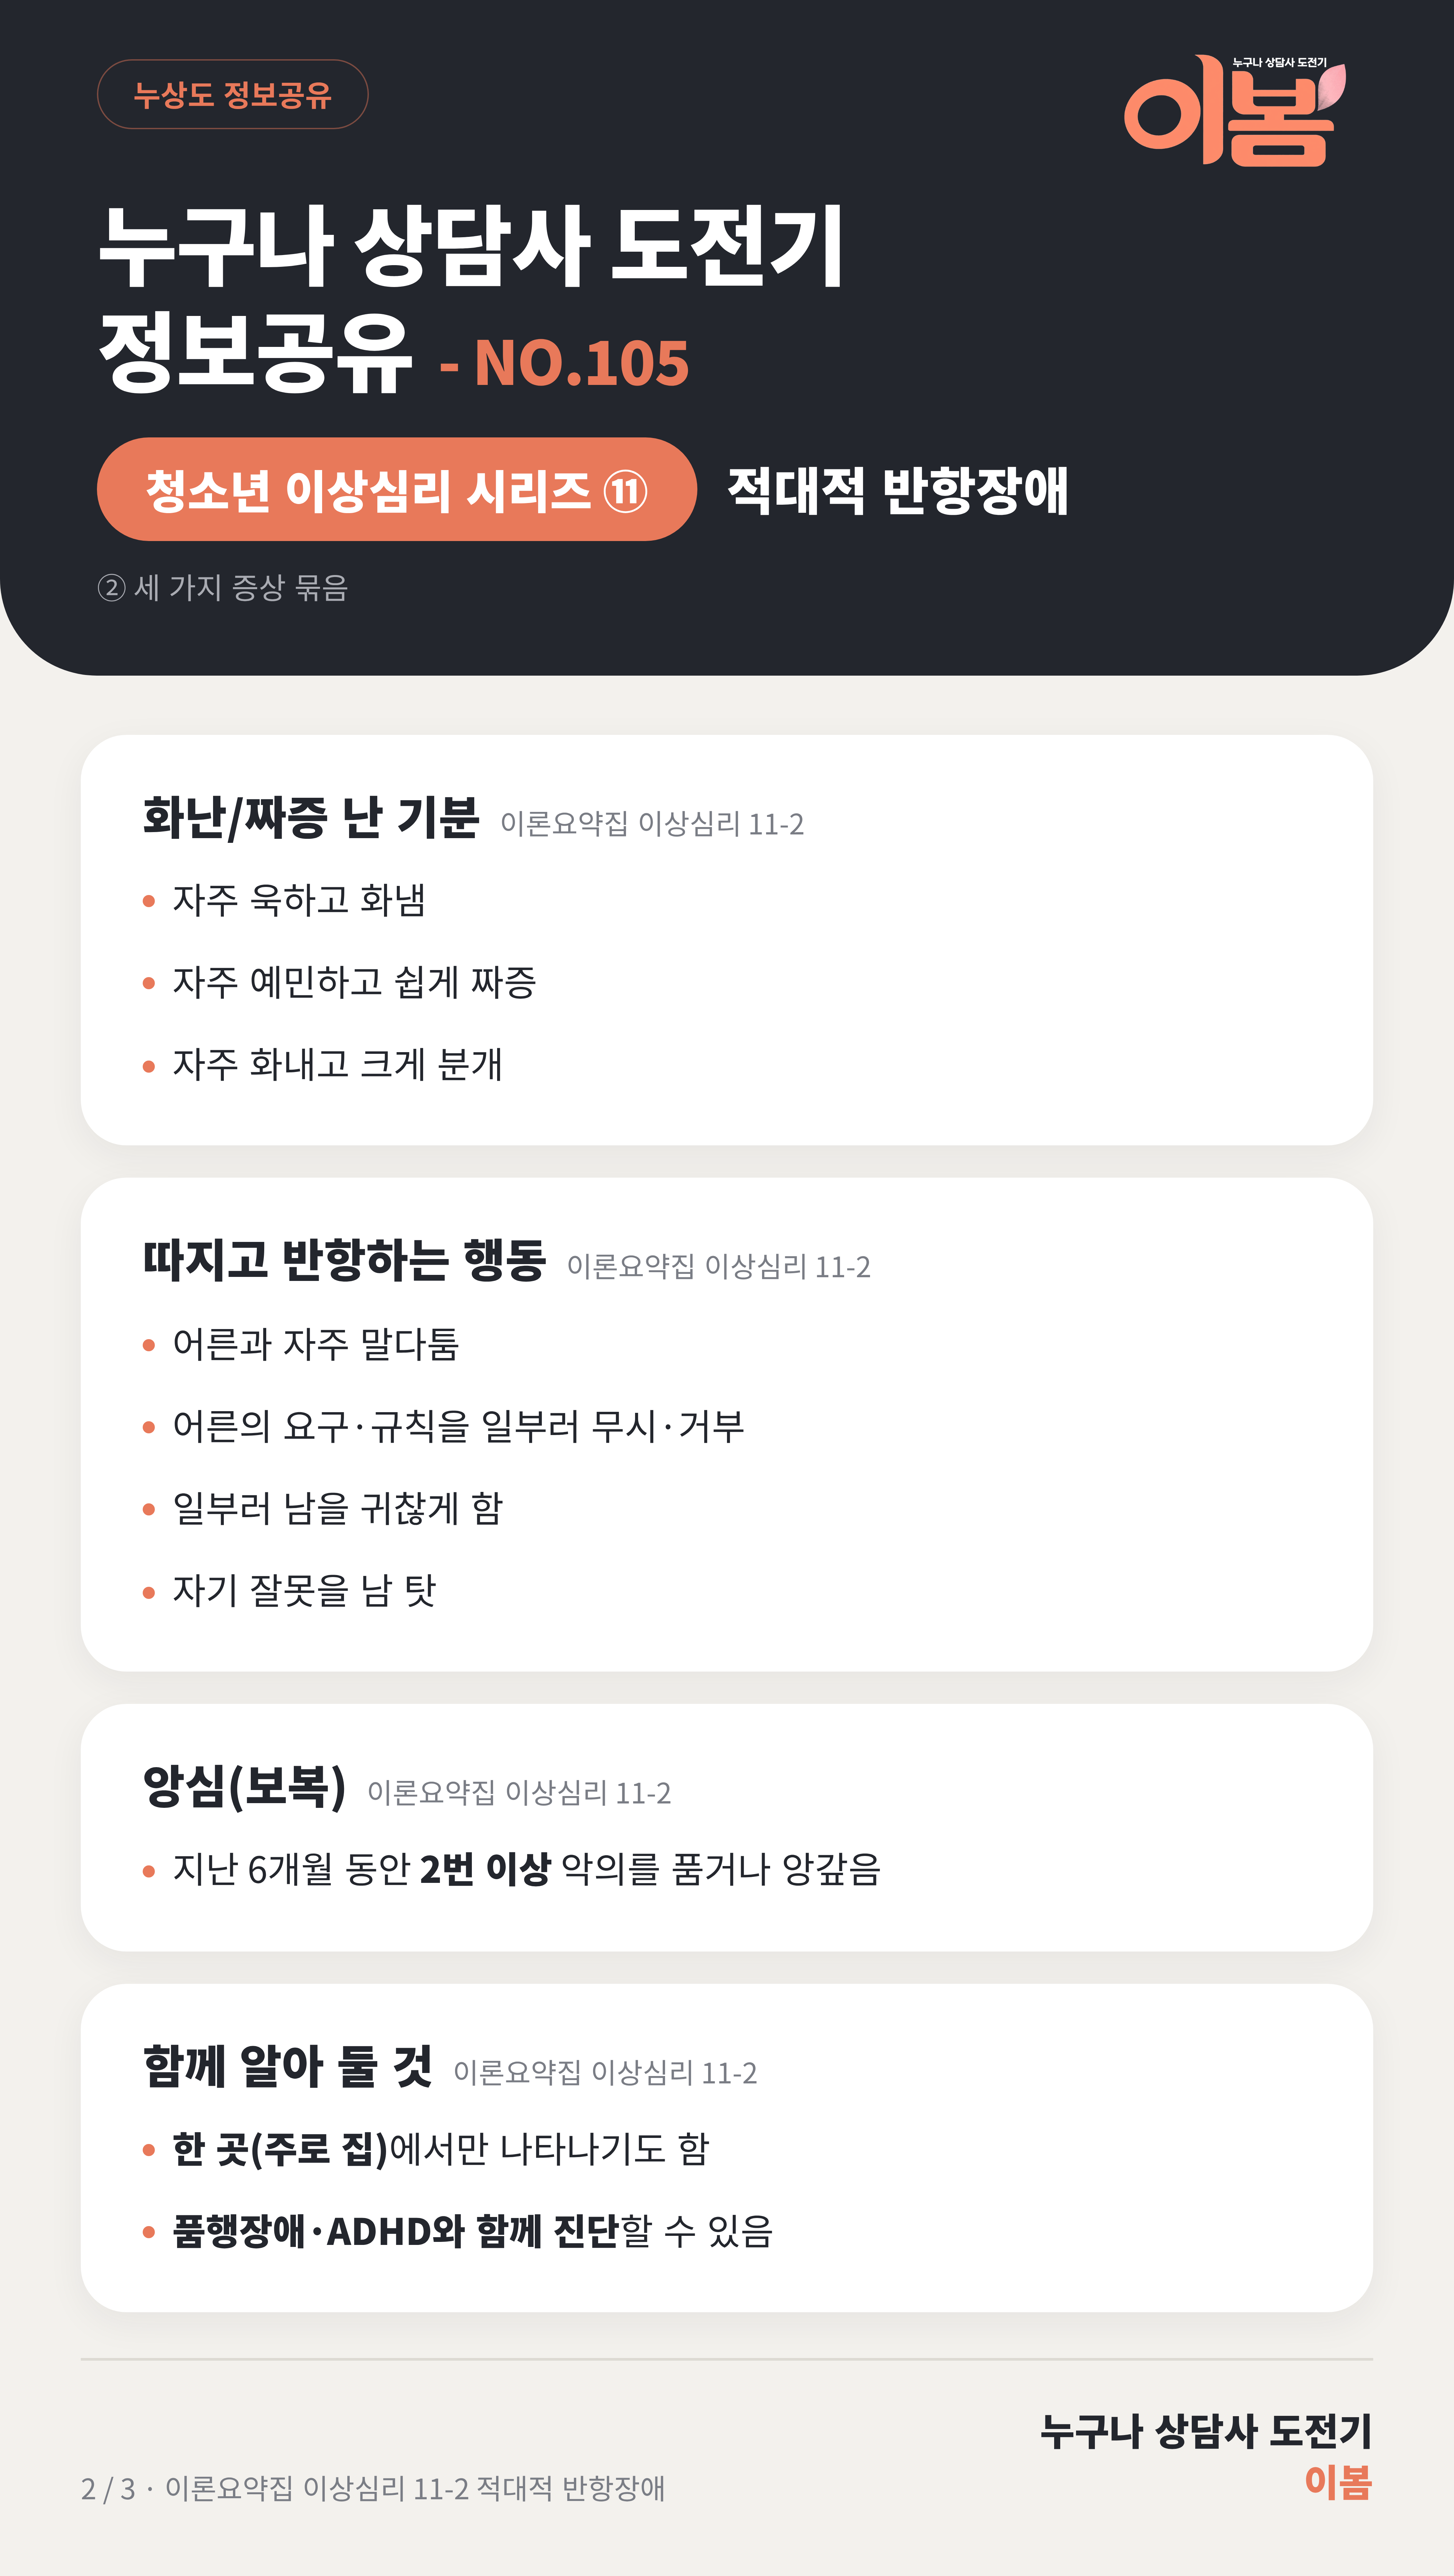 누상도 정보공유
누구나 상담사 도전기
이봄
누구나 상담사 도전기
정보공유 - NO.105
청소년 이상심리 시리즈 ⑪ 적대적 반항장애
② 세 가지 증상 묶음
화난/짜증 난 기분 이론요약집 이상심리 11-2
• 자주 욱하고 화냄
• 자주 예민하고 쉽게 짜증
• 자주 화내고 크게 분개
따지고 반항하는 행동 이론요약집 이상심리 11-2
• 어른과 자주 말다툼
• 어른의 요구·규칙을 일부러 무시·거부
• 일부러 남을 귀찮게 함
• 자기 잘못을 남 탓
앙심(보복) 이론요약집 이상심리 11-2
• 지난 6개월 동안 2번 이상 악의를 품거나 앙갚음
함께 알아 둘 것 이론요약집 이상심리 11-2
• 한 곳(주로 집)에서만 나타나기도 함
• 품행장애·ADHD와 함께 진단할 수 있음
누구나 상담사 도전기
2 / 3 · 이론요약집 이상심리 11-2 적대적 반항장애
이봄